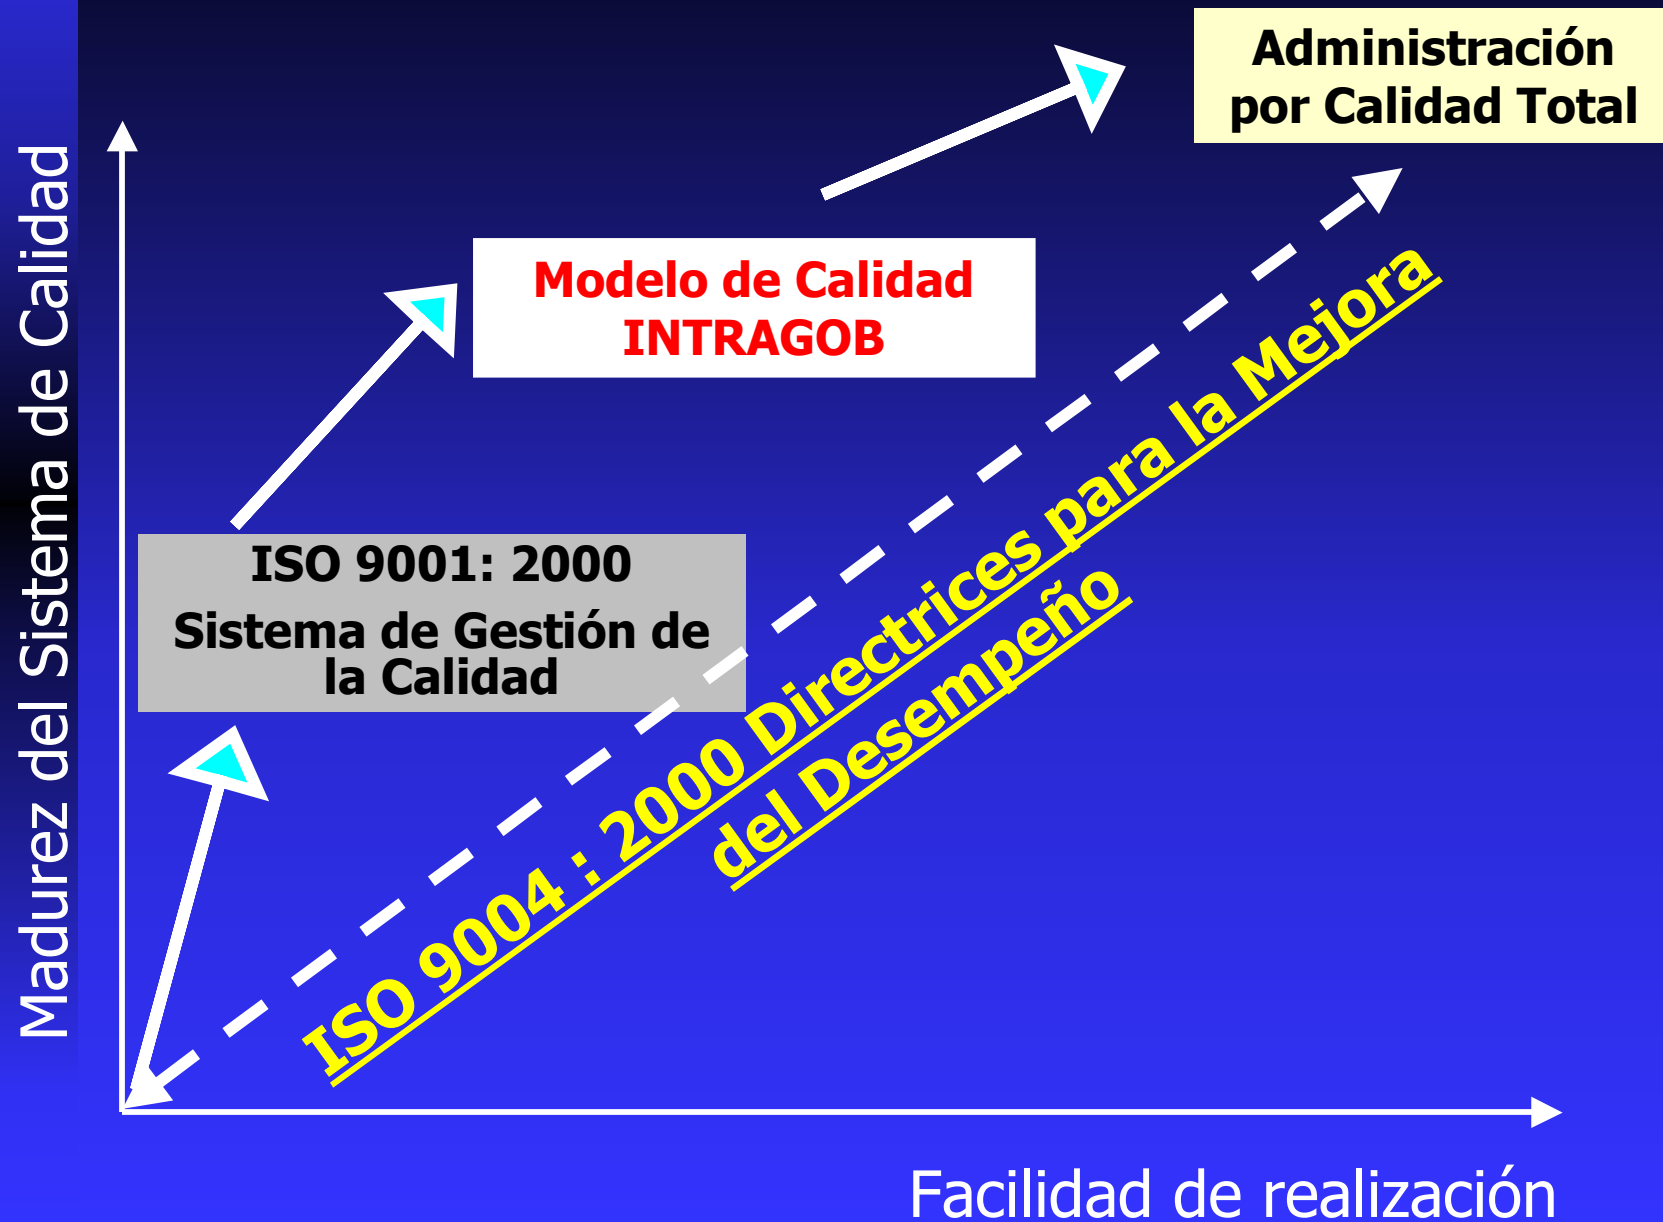 Administración
por Calidad Total
Madurez del Sistema de Calidad
Modelo de Calidad
INTRAGOB
ISO 9001: 2000
Sistema de Gestión de
la Calidad
ISO 9004 : 2000 Directrices para la Mejora
del Desempeño
Facilidad de realización